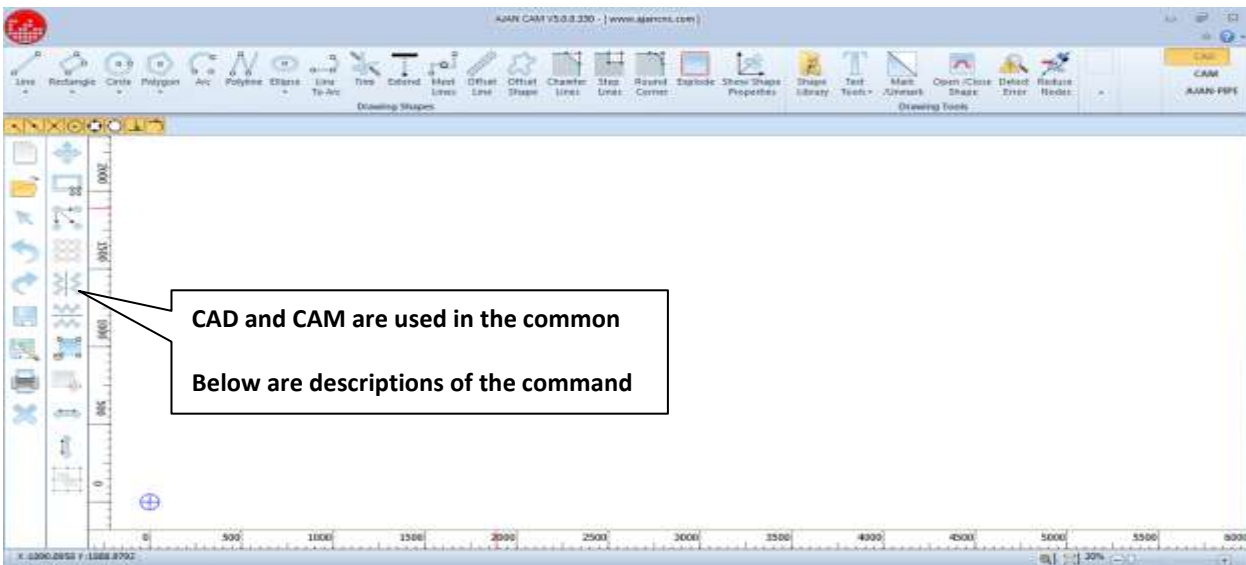 AJAN CAM V5.0.0.330 - [ www.ajancnc.com ]
Line Rectangle Circle Polygon Arc Polyline Ellipse Line To Arc Trim Extend Meet Lines Offset Line Offset Shape Chamfer Lines Step Lines Round Corner Explode Show Shape Properties Shape Library Text Tools Mark /Unmark Open /Close Shape Detect Error Reduce Nodes
CAD
CAM
AJAN-PIPE
Drawing Shapes Drawing Tools
2000
1500
CAD and CAM are used in the common
1000
Below are descriptions of the command
500
0
0 500 1000 1500 2000 2500 3000 3500 4000 4500 5000 5500 6000
30%